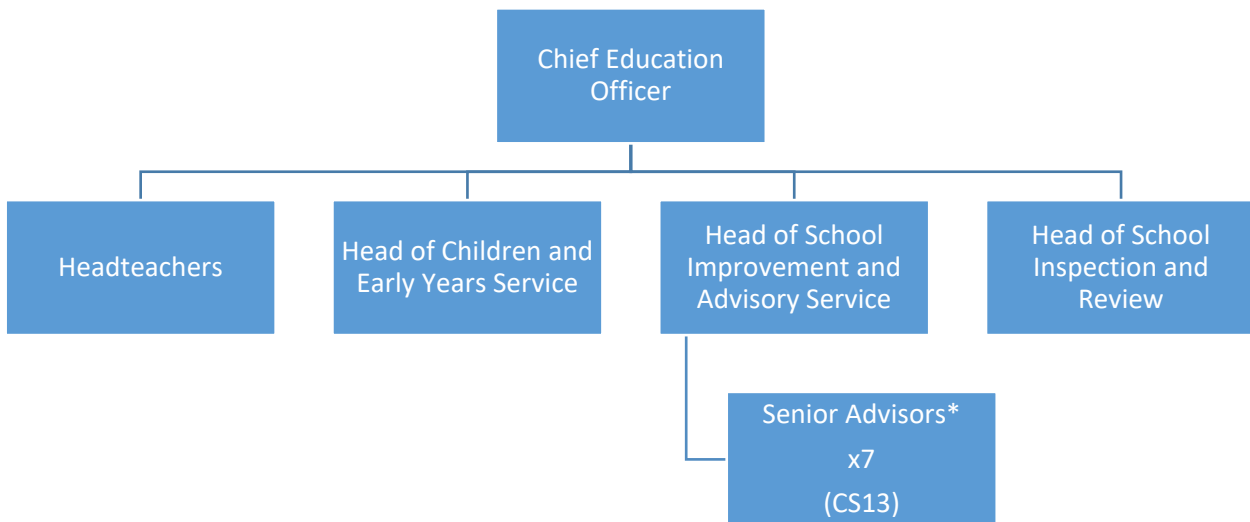 Chief Education
Officer
Headteachers
Head of Children and
Early Years Service
Head of School
Improvement and
Advisory Service
Head of School
Inspection and
Review
Senior Advisors*
x7
(CS13)